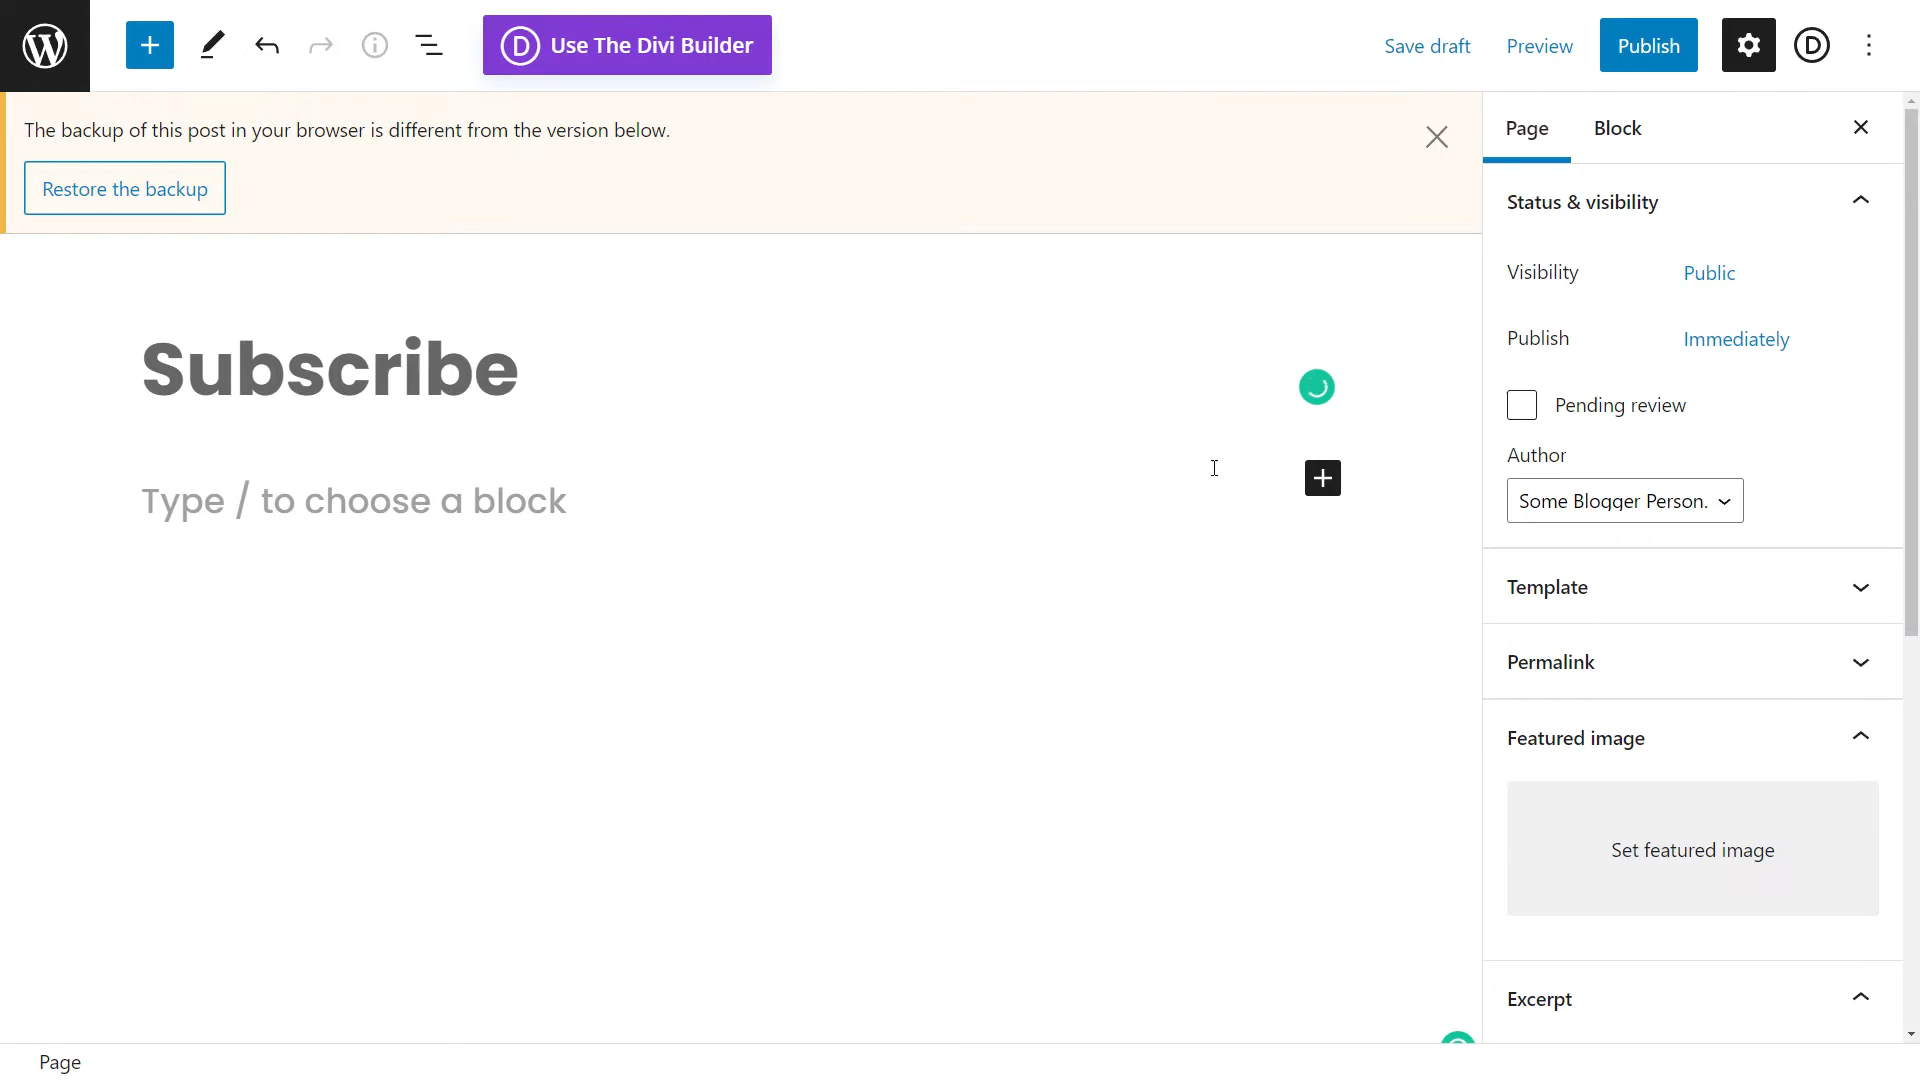 Use The Divi Builder
Save draft
Preview
Publish
The backup of this post in your browser is different from the version below.
Restore the backup
Subscribe
Type / to choose a block
Page
Block
Status & visibility
Visibility
Public
Publish
Immediately
Pending review
Author
Some Blogger Person.
Template
Permalink
Featured image
Set featured image
Excerpt
Page